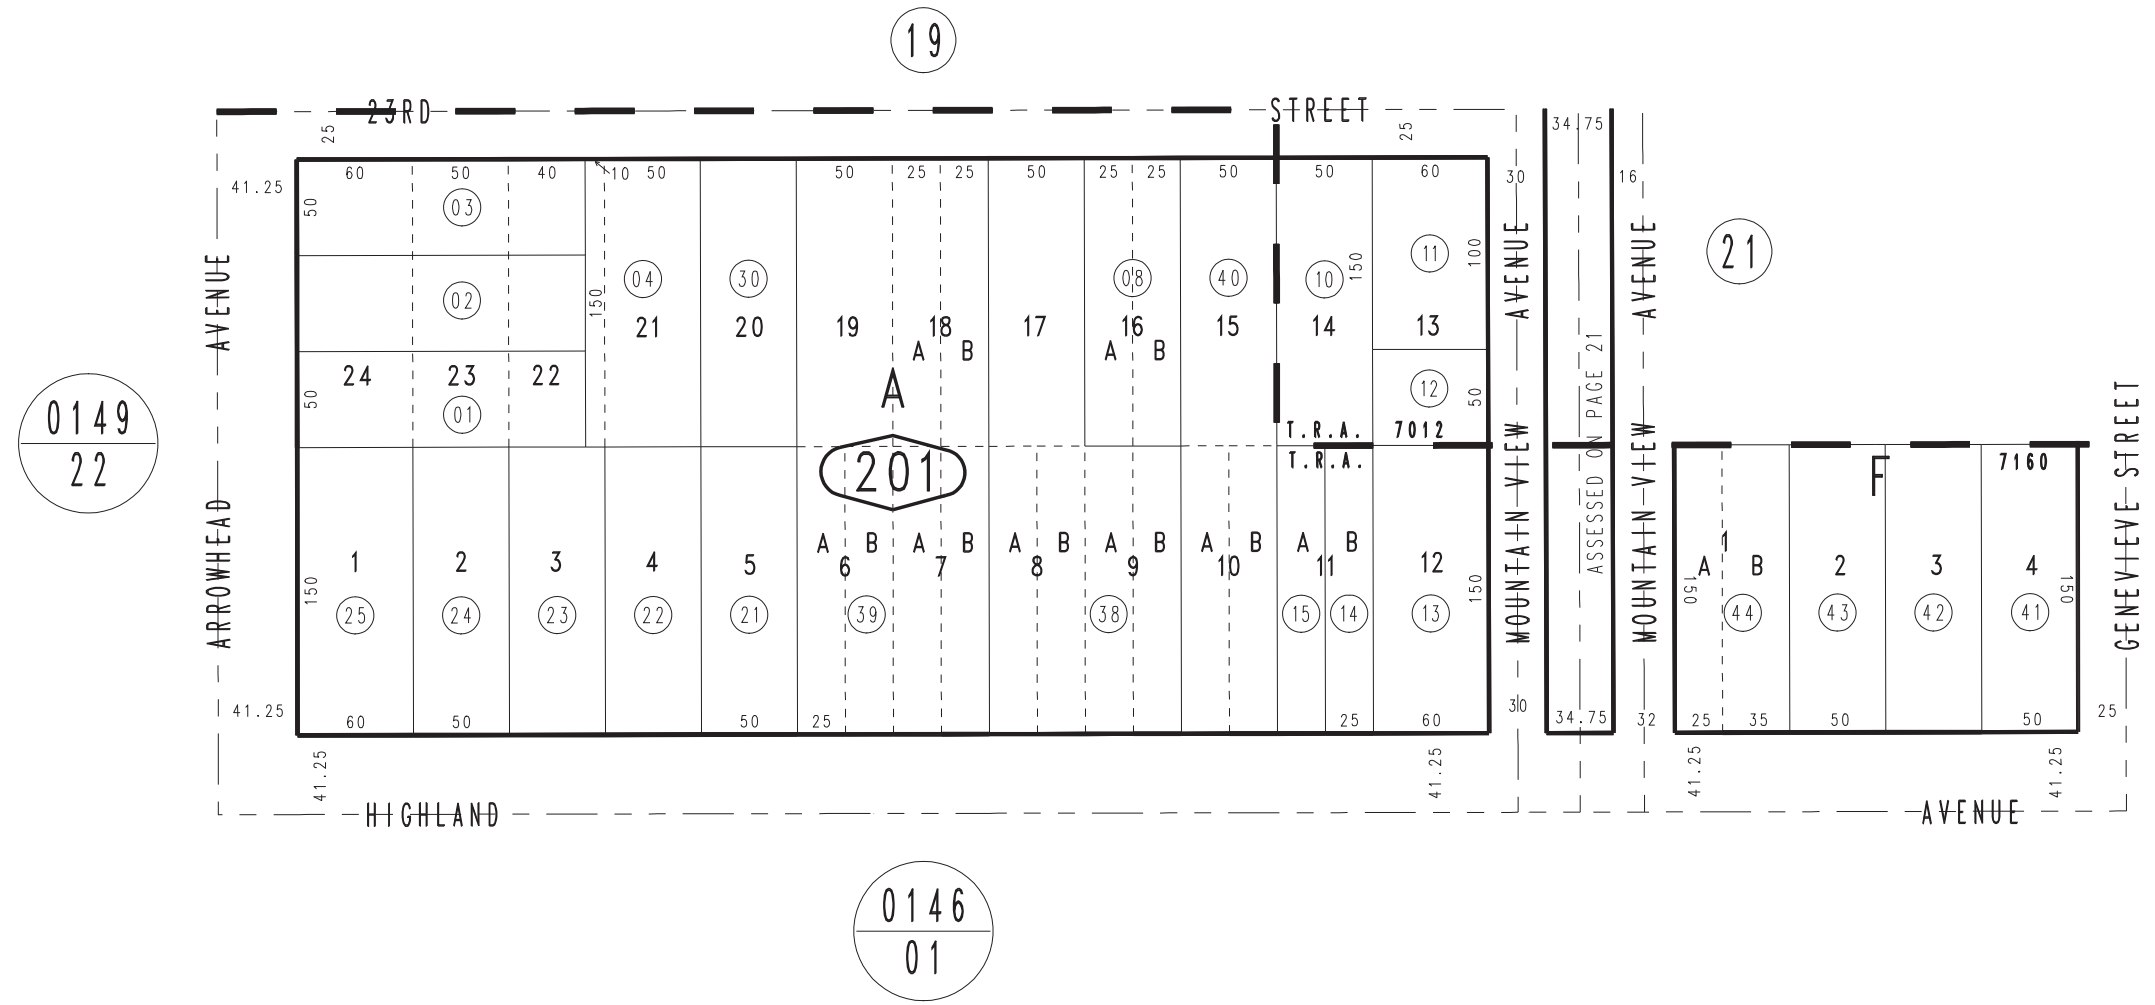 19
23RD STREET
25 25
34.75
41.25 60 50 40 10 50 50 25 25 50 25 25 50 50 60 30 16
50 03
AVENUE
11 100 AVENUE AVENUE 21
04 30 08 40 10 150
02 150
21 20 19 18 17 16 15 14 13
A B A B
24 23 22
50 01 A 12 50
ASSESSED ON PAGE 21
0149
22
T.R.A. 7012
T.R.A.
201
F 7160
ARROWHEAD
MOUNTAIN VIEW MOUNTAIN VIEW
GENEVIEVE STREET
A B A B A B A B A B A B
1 2 3 4 5 6 7 8 9 10 11 12
1
A B 2 3 4
150 150 150 150
25 24 23 22 21 39 38 15 14 13 44 43 42 41
41.25 60 50 50 25 25 60 30 34.75 32 25 35 50 50 25
41.25 41.25 41.25 41.25
HIGHLAND AVENUE
0146
01